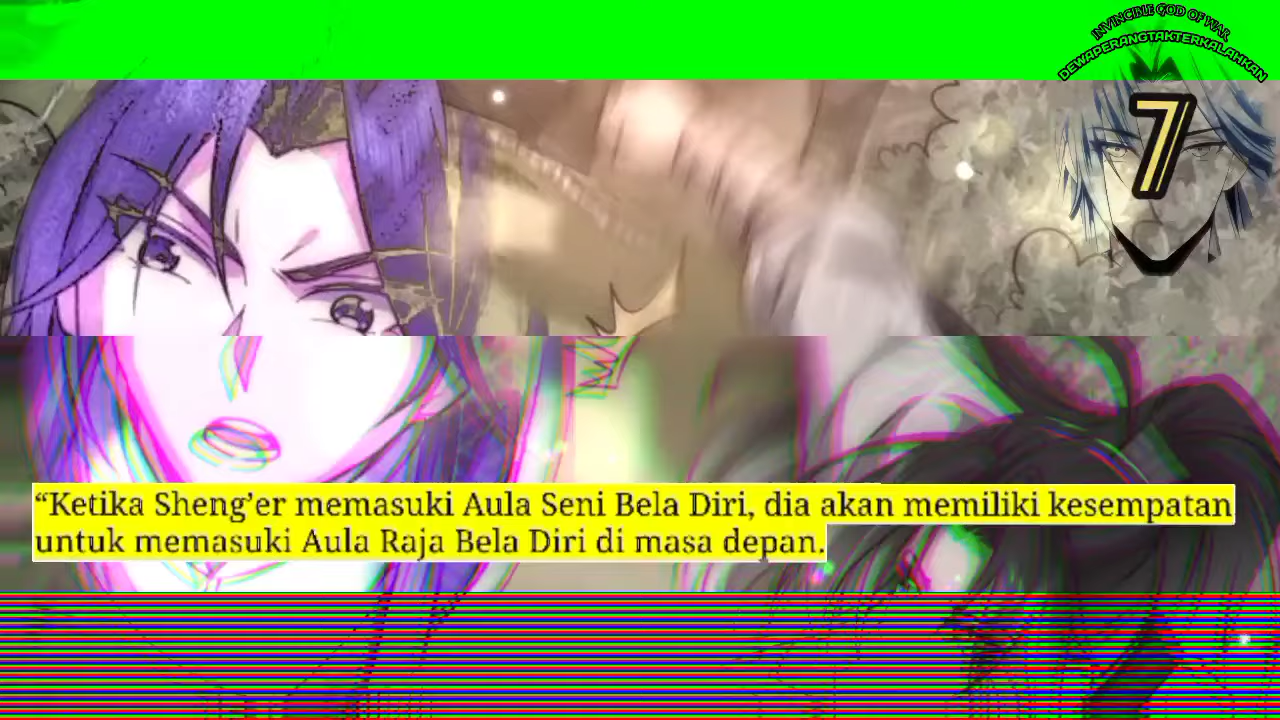 INVINCIBLE GOD OF WAR
DEWAPERANGTAKTERKALAHKAN
7
“Ketika Sheng’er memasuki Aula Seni Bela Diri, dia akan memiliki kesempatan
untuk memasuki Aula Raja Bela Diri di masa depan.